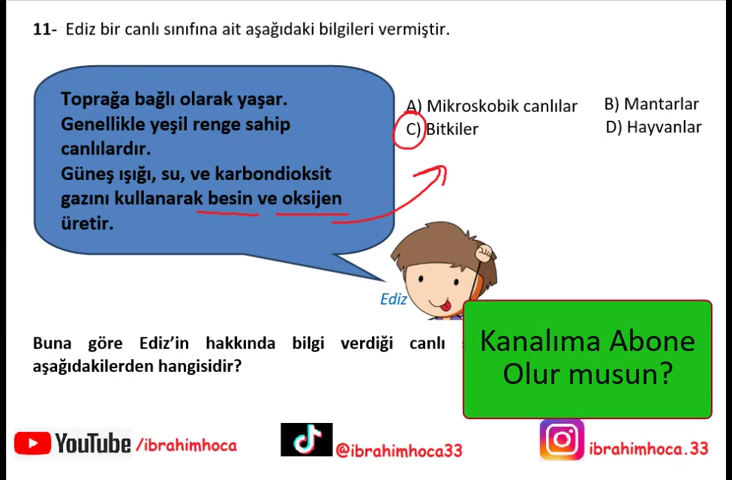 11- Ediz bir canlı sınıfına ait aşağıdaki bilgileri vermiştir.
Toprağa bağlı olarak yaşar.
Genellikle yeşil renge sahip
canlılardır.
Güneş ışığı, su, ve karbondioksit
gazını kullanarak besin ve oksijen
üretir.
A) Mikroskobik canlılar B) Mantarlar
C) Bitkiler D) Hayvanlar
Ediz
Buna göre Ediz'in hakkında bilgi verdiği canlı
aşağıdakilerden hangisidir?
Kanalıma Abone
Olur musun?
YouTube /ibrahimhoca
@ibrahimhoca33
ibrahimhoca.33